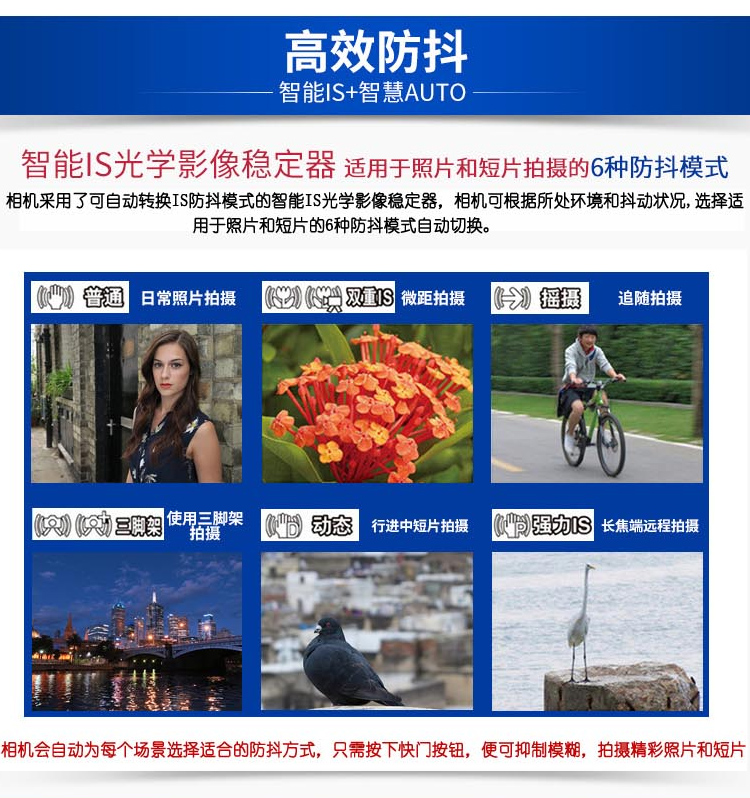 高效防抖
智能IS+智慧AUTO
智能IS光学影像稳定器 适用于照片和短片拍摄的6种防抖模式
相机采用了可自动转换IS防抖模式的智能IS光学影像稳定器，相机可根据所处环境和抖动状况,选择适
用于照片和短片的6种防抖模式自动切换。
普通 日常照片拍摄
双重IS 微距拍摄
摇摄 追随拍摄
三脚架 使用三脚架
拍摄
D 动态 行进中短片拍摄
P 强力IS 长焦端远程拍摄
相机会自动为每个场景选择适合的防抖方式，只需按下快门按钮，便可抑制模糊，拍摄精彩照片和短片